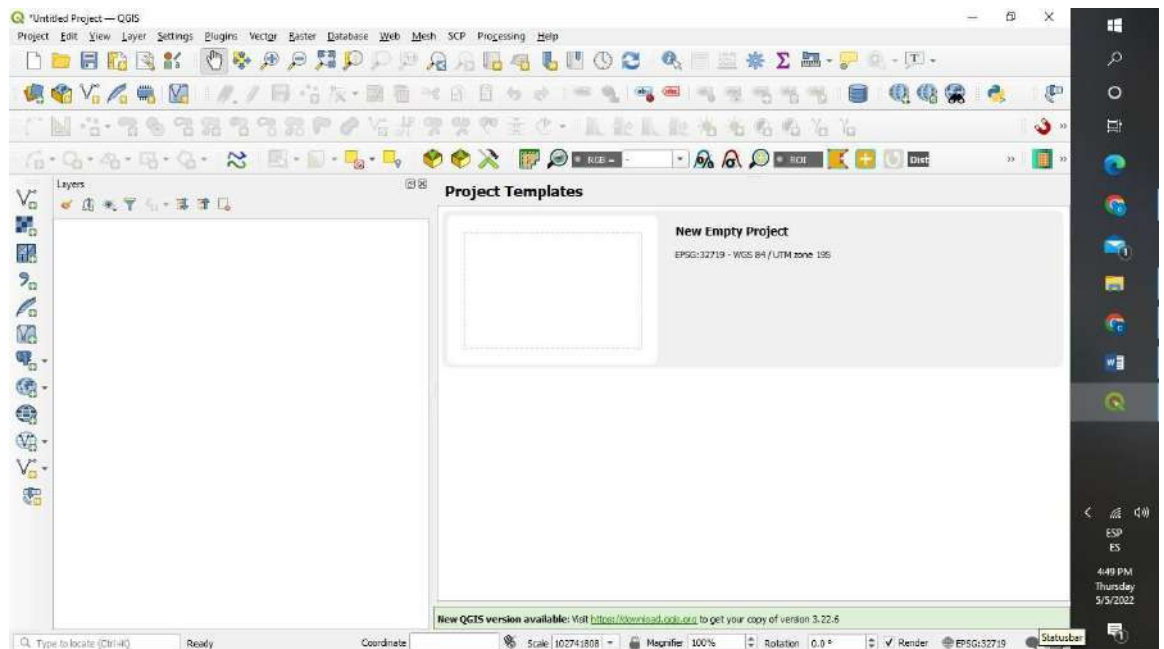 *Untitled Project — QGIS
Project Edit View Layer Settings Plugins Vector Raster Database Web Mesh SCP Processing Help
RGB = -
ROI
Dist
Layers
Project Templates
New Empty Project
EPSG:32719 - WGS 84 / UTM zone 19S
New QGIS version available: Visit https://download.qgis.org to get your copy of version 3.22.6
Type to locate (Ctrl+K) Ready Coordinate Scale 102741808 Magnifier 100% Rotation 0.0 ° Render EPSG:32719
Statusbar
ESP
ES
4:49 PM
Thursday
5/5/2022